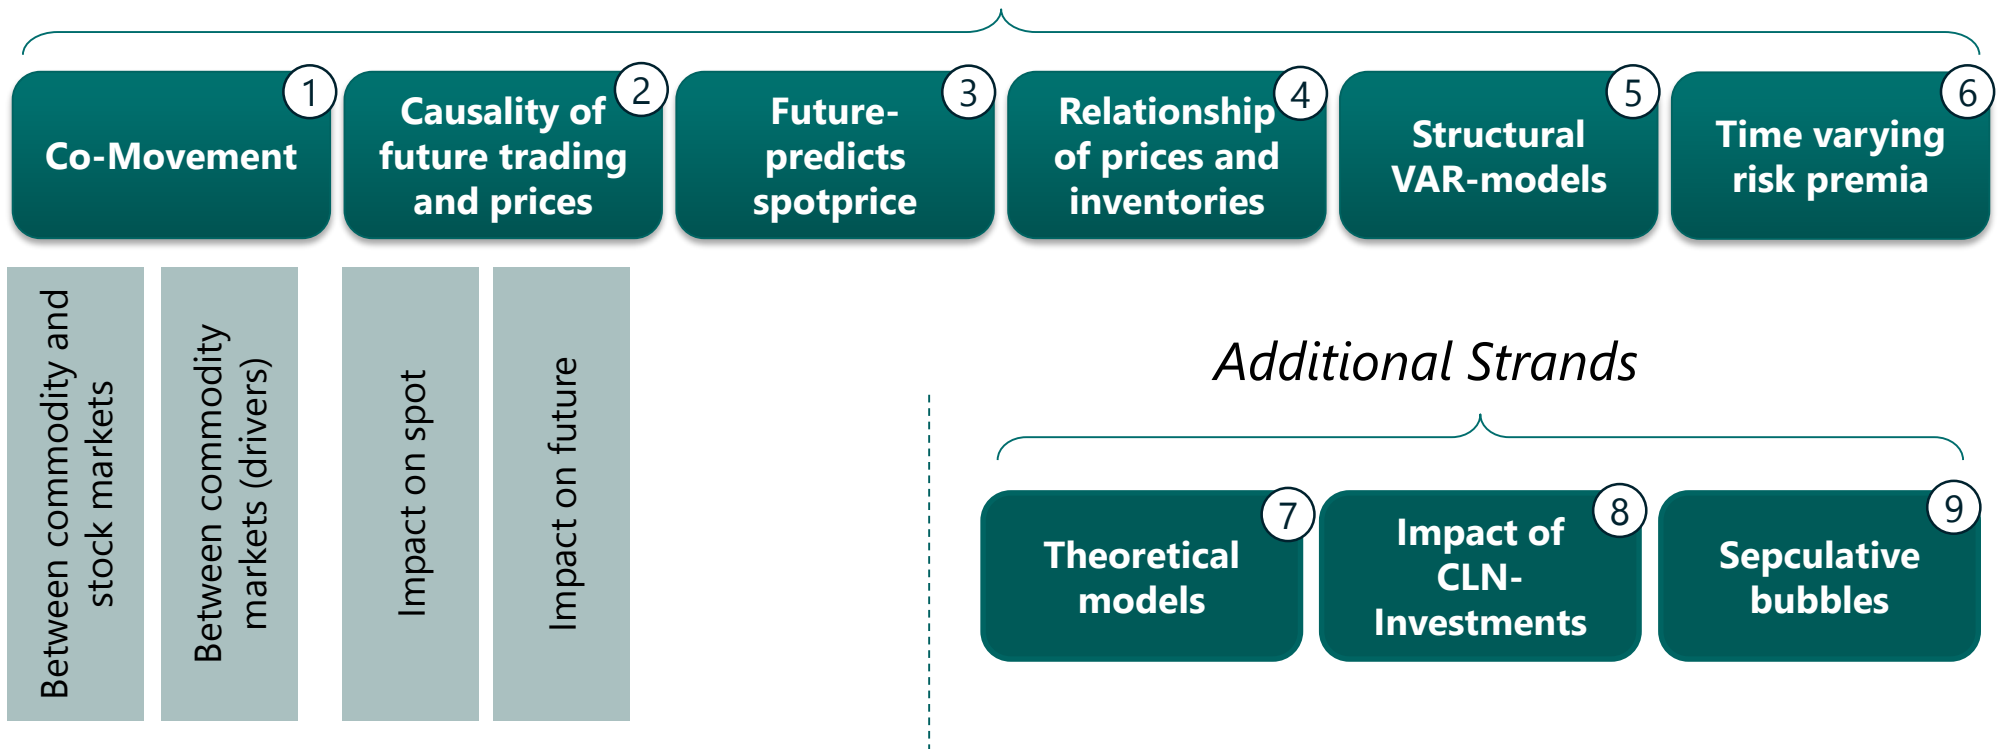 1
Co-Movement
2
Causality of
future trading
and prices
3
Future-
predicts
spotprice
4
Relationship
of prices and
inventories
5
Structural
VAR-models
6
Time varying
risk premia
Between commodity and
stock markets
Between commodity
markets (drivers)
Impact on spot
Impact on future
Additional Strands
7
Theoretical
models
8
Impact of
CLN-
Investments
9
Sepculative
bubbles